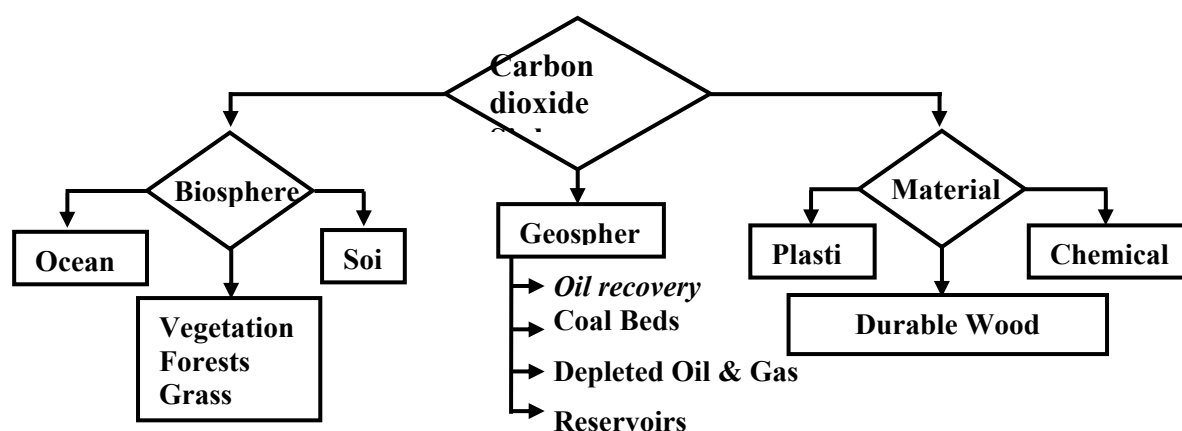 Carbon
dioxide
Biosphere
Material
Ocean
Soi
Geospher
Plasti
Chemical
Vegetation
Forests
Grass
Oil recovery
Coal Beds
Depleted Oil & Gas
Reservoirs
Durable Wood